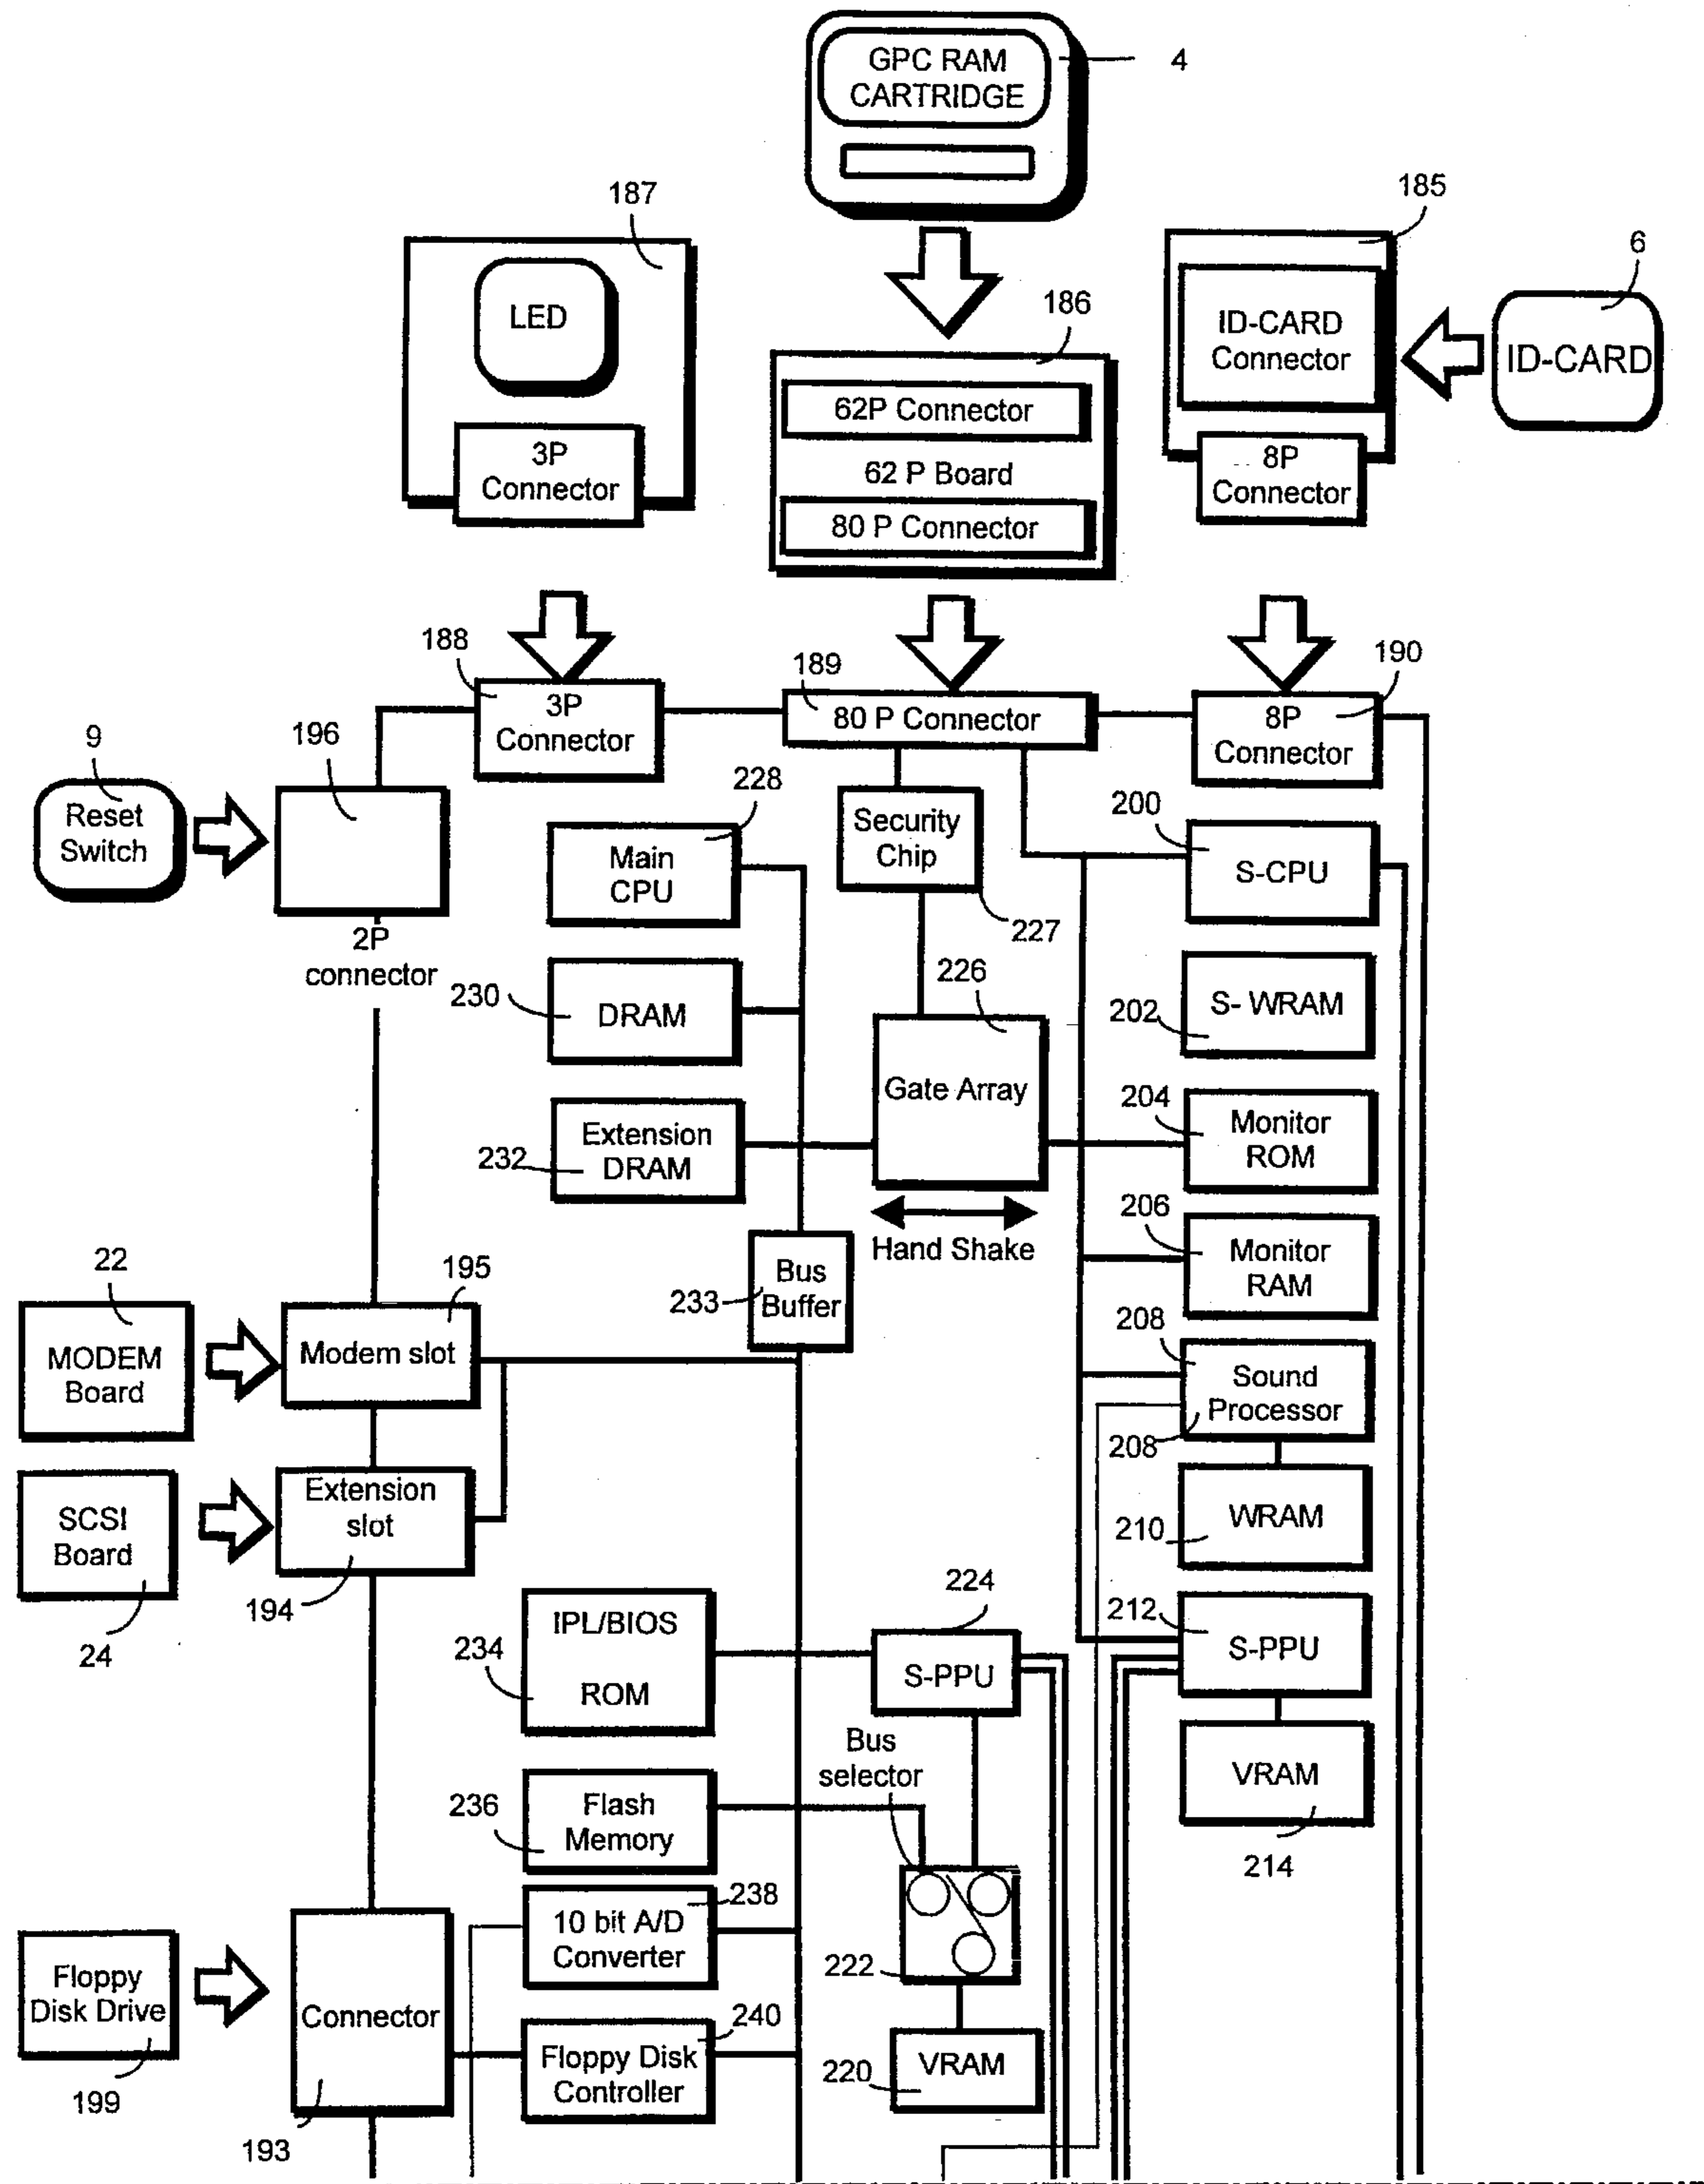 GPC RAM
CARTRIDGE
4
187
185
6
LED
186
ID-CARD
Connector
ID-CARD
62P Connector
3P
Connector
62 P Board
8P
Connector
80 P Connector
188
189
190
3P
Connector
80 P Connector
8P
Connector
9
196
Reset
Switch
228
200
Security
Chip
Main
CPU
S-CPU
227
2P
connector
226
230
DRAM
202
S- WRAM
Gate Array
204
Monitor
ROM
232
Extension
DRAM
206
Hand Shake
Monitor
RAM
22
195
233
Bus
Buffer
208
MODEM
Board
Modem slot
Sound
Processor
208
Extension
slot
SCSI
Board
210
WRAM
194
24
224
212
IPL/BIOS
ROM
234
S-PPU
S-PPU
Bus
selector
VRAM
236
Flash
Memory
214
238
10 bit A/D
Converter
222
Floppy
Disk Drive
Connector
240
Floppy Disk
Controller
220
VRAM
199
193